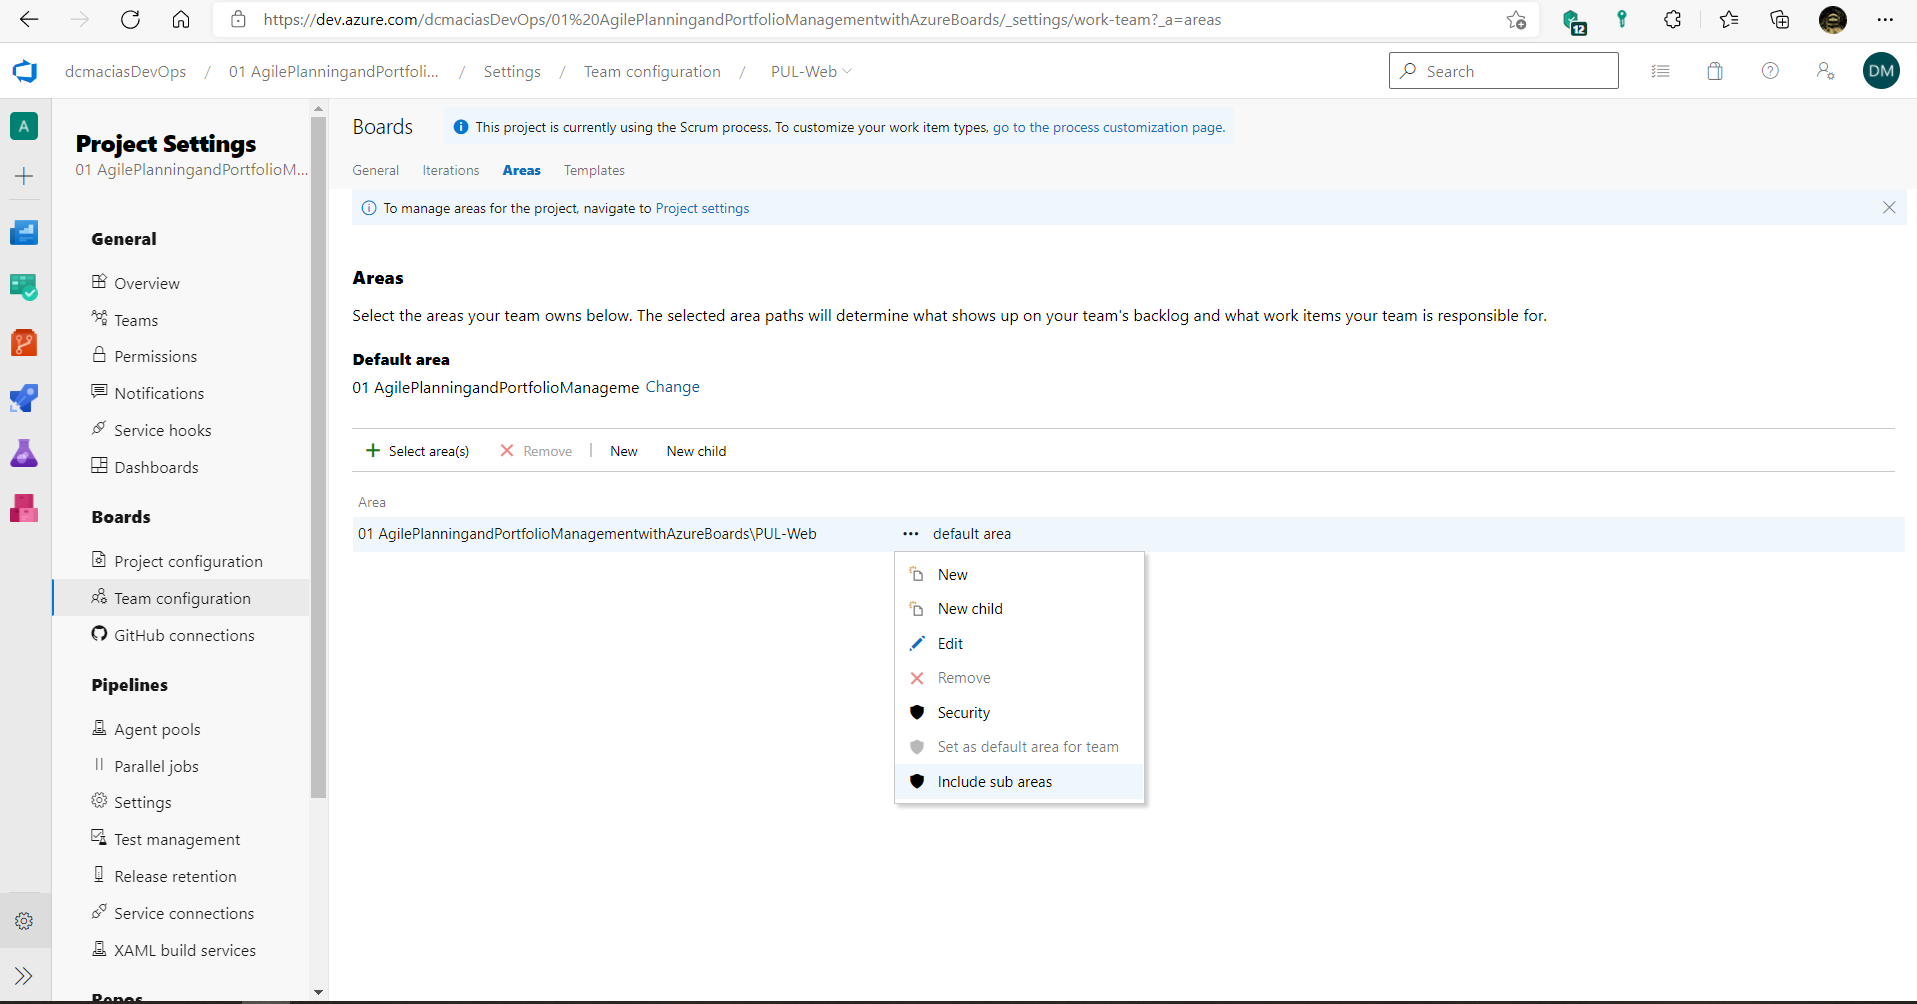 https://dev.azure.com/dcmaciasDevOps/01%20AgilePlanningandPortfolioManagementwithAzureBoards/_settings/work-team?_a=areas
12
dcmaciasDevOps / 01 AgilePlanningandPortfoli... / Settings / Team configuration / PUL-Web
Search
DM
A
Project Settings
01 AgilePlanningandPortfolioM...
General
Overview
Teams
Permissions
Notifications
Service hooks
Dashboards
Boards
Project configuration
Team configuration
GitHub connections
Pipelines
Agent pools
Parallel jobs
Settings
Test management
Release retention
Service connections
XAML build services
Repos
Boards
This project is currently using the Scrum process. To customize your work item types, go to the process customization page.
General Iterations Areas Templates
To manage areas for the project, navigate to Project settings
Areas
Select the areas your team owns below. The selected area paths will determine what shows up on your team's backlog and what work items your team is responsible for.
Default area
01 AgilePlanningandPortfolioManageme Change
Select area(s) Remove New New child
Area
01 AgilePlanningandPortfolioManagementwithAzureBoards\PUL-Web ••• default area
New
New child
Edit
Remove
Security
Set as default area for team
Include sub areas